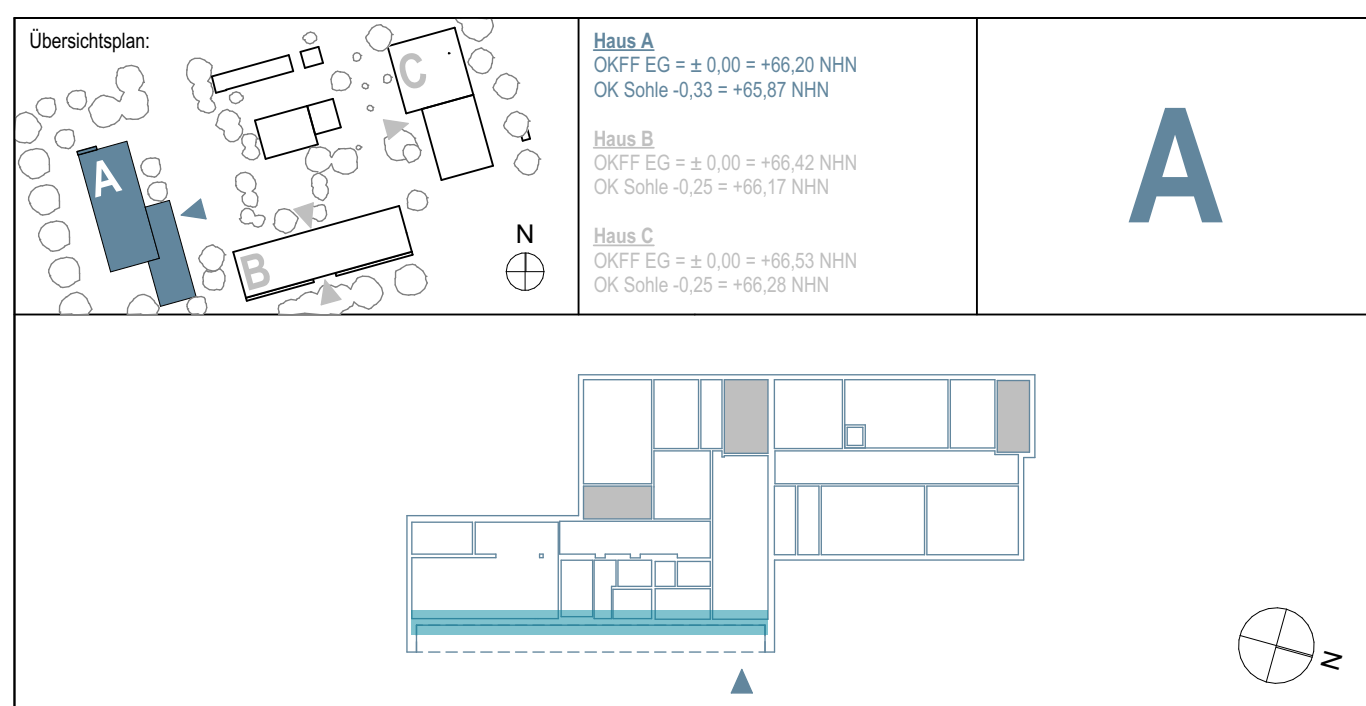 Übersichtsplan:
A
B
C
N
Haus A
OKFF EG = ± 0,00 = +66,20 NHN
OK Sohle -0,33 = +65,87 NHN
Haus B
OKFF EG = ± 0,00 = +66,42 NHN
OK Sohle -0,25 = +66,17 NHN
Haus C
OKFF EG = ± 0,00 = +66,53 NHN
OK Sohle -0,25 = +66,28 NHN
A
N